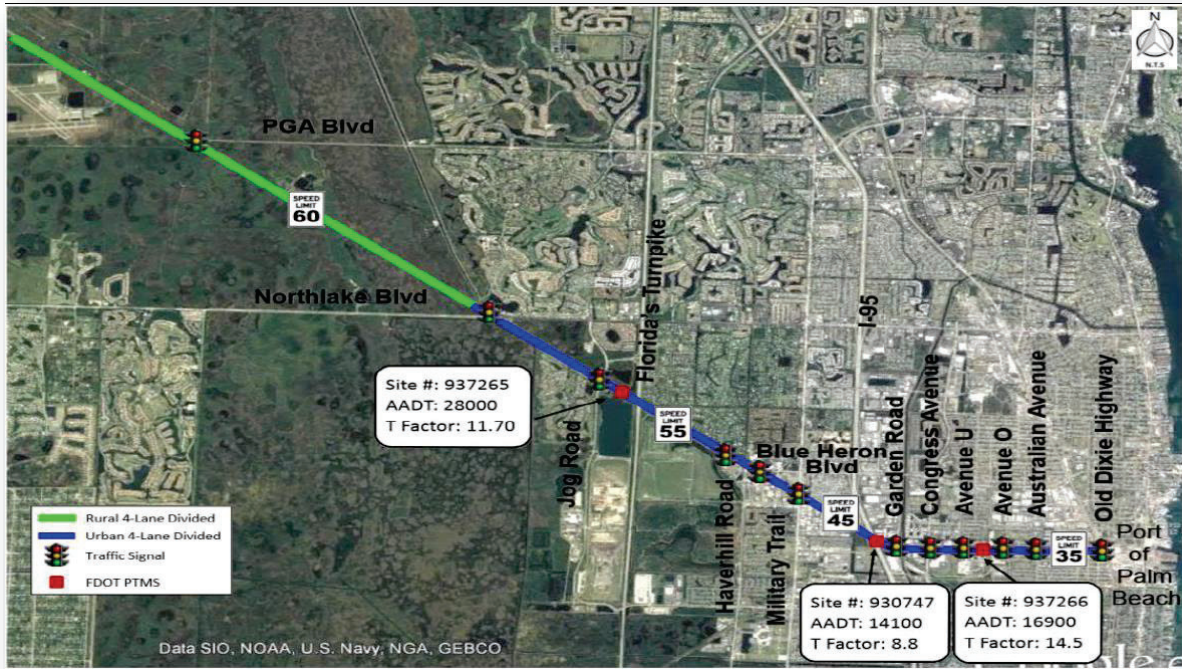 N
N.T.S
PGA Blvd
SPEED
LIMIT
60
Northlake Blvd
Florida's Turnpike
I-95
Site #: 937265
AADT: 28000
T Factor: 11.70
Jog Road
SPEED
LIMIT
55
Haverhill Road
Military Trail
Blue Heron
Blvd
SPEED
LIMIT
45
Garden Road
Congress Avenue
Avenue U
Avenue O
Australian Avenue
Old Dixie Highway
SPEED
LIMIT
35
Port of
Palm
Beach
Rural 4-Lane Divided
Urban 4-Lane Divided
Traffic Signal
FDOT PTMS
Site #: 930747
AADT: 14100
T Factor: 8.8
Site #: 937266
AADT: 16900
T Factor: 14.5
Data SIO, NOAA, U.S. Navy, NGA, GEBCO